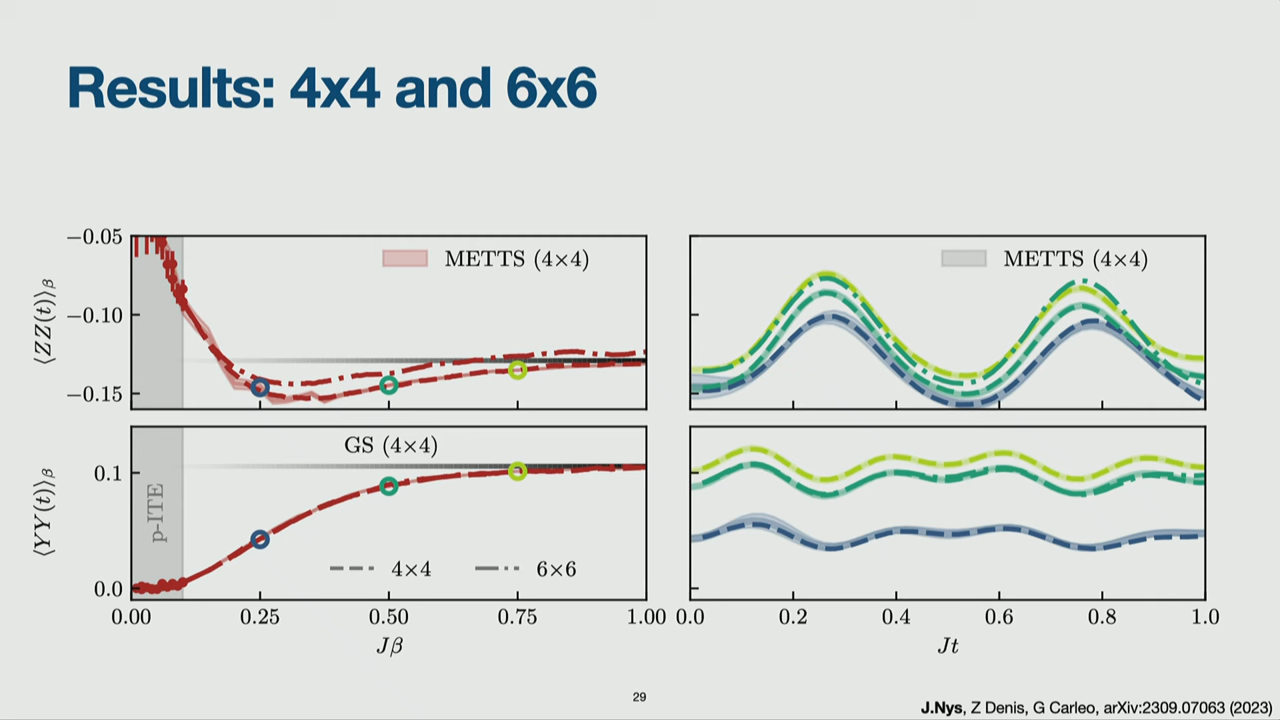 Results: 4x4 and 6x6
−0.05
−0.10
−0.15
⟨ZZ(t)⟩β
METTS (4×4)
METTS (4×4)
0.1
0.0
⟨YY(t)⟩β
GS (4×4)
p-ITE
4×4
6×6
0.00 0.25 0.50 0.75 1.00
Jβ
0.0 0.2 0.4 0.6 0.8 1.0
Jt
29
J.Nys, Z Denis, G Carleo, arXiv:2309.07063 (2023)